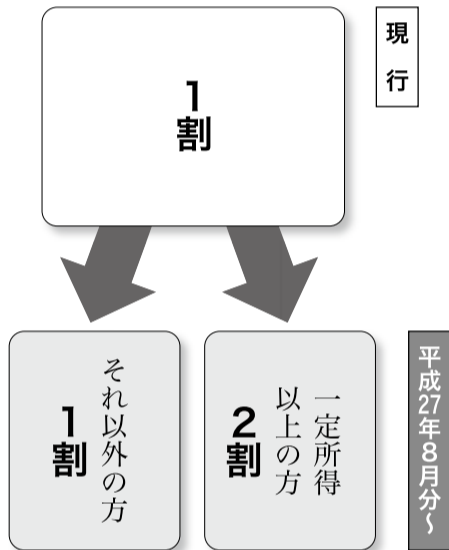 現行
1割
平成27年8月分～
一定所得
以上の方
2割
それ以外の方
1割